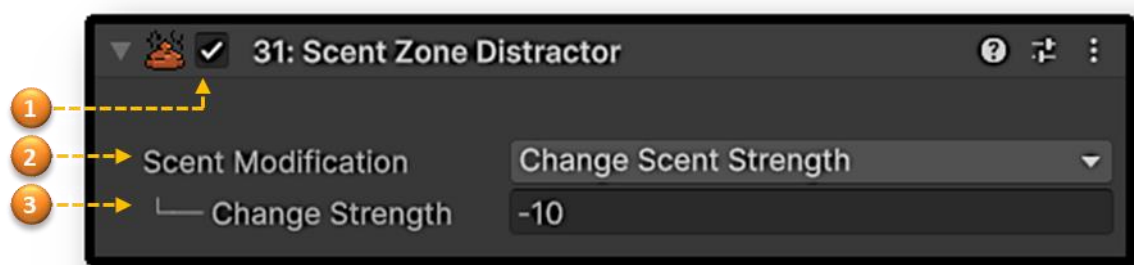 31: Scent Zone Distractor
1
2
Scent Modification
Change Scent Strength
3
Change Strength
-10